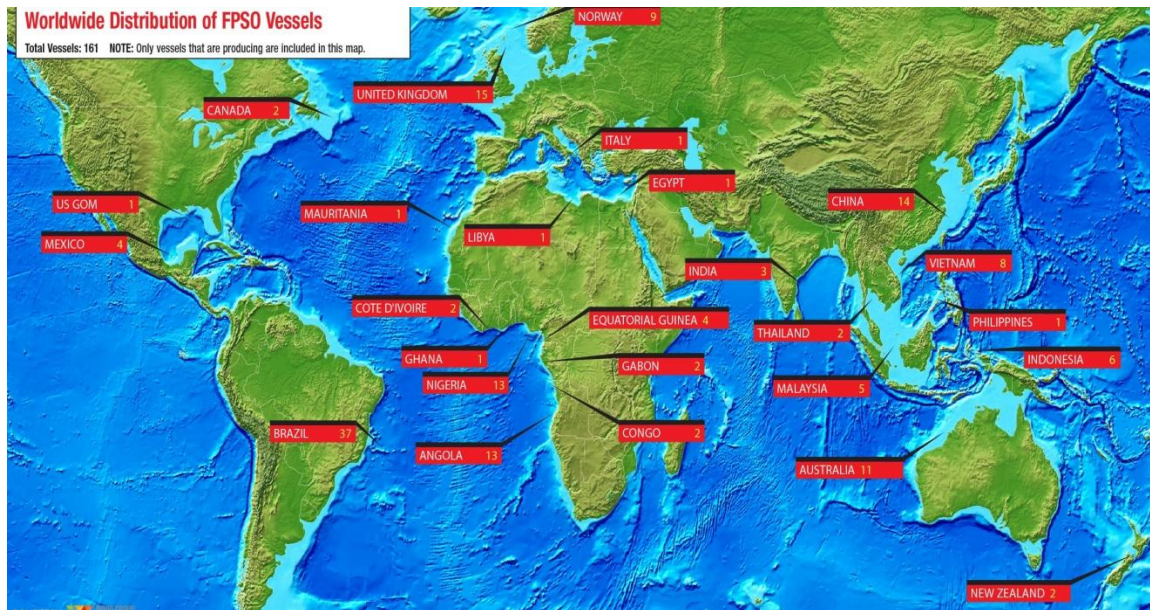 Worldwide Distribution of FPSO Vessels
Total Vessels: 161 NOTE: Only vessels that are producing are included in this map.
NORWAY 9
UNITED KINGDOM 15
CANADA 2
ITALY 1
EGYPT 1
US GOM 1
MAURITANIA 1
LIBYA 1
CHINA 14
MEXICO 4
INDIA 3
VIETNAM 8
COTE D'IVOIRE 2
EQUATORIAL GUINEA 4
THAILAND 2
PHILIPPINES 1
GHANA 1
GABON 2
INDONESIA 6
NIGERIA 13
MALAYSIA 5
BRAZIL 37
CONGO 2
ANGOLA 13
AUSTRALIA 11
NEW ZEALAND 2